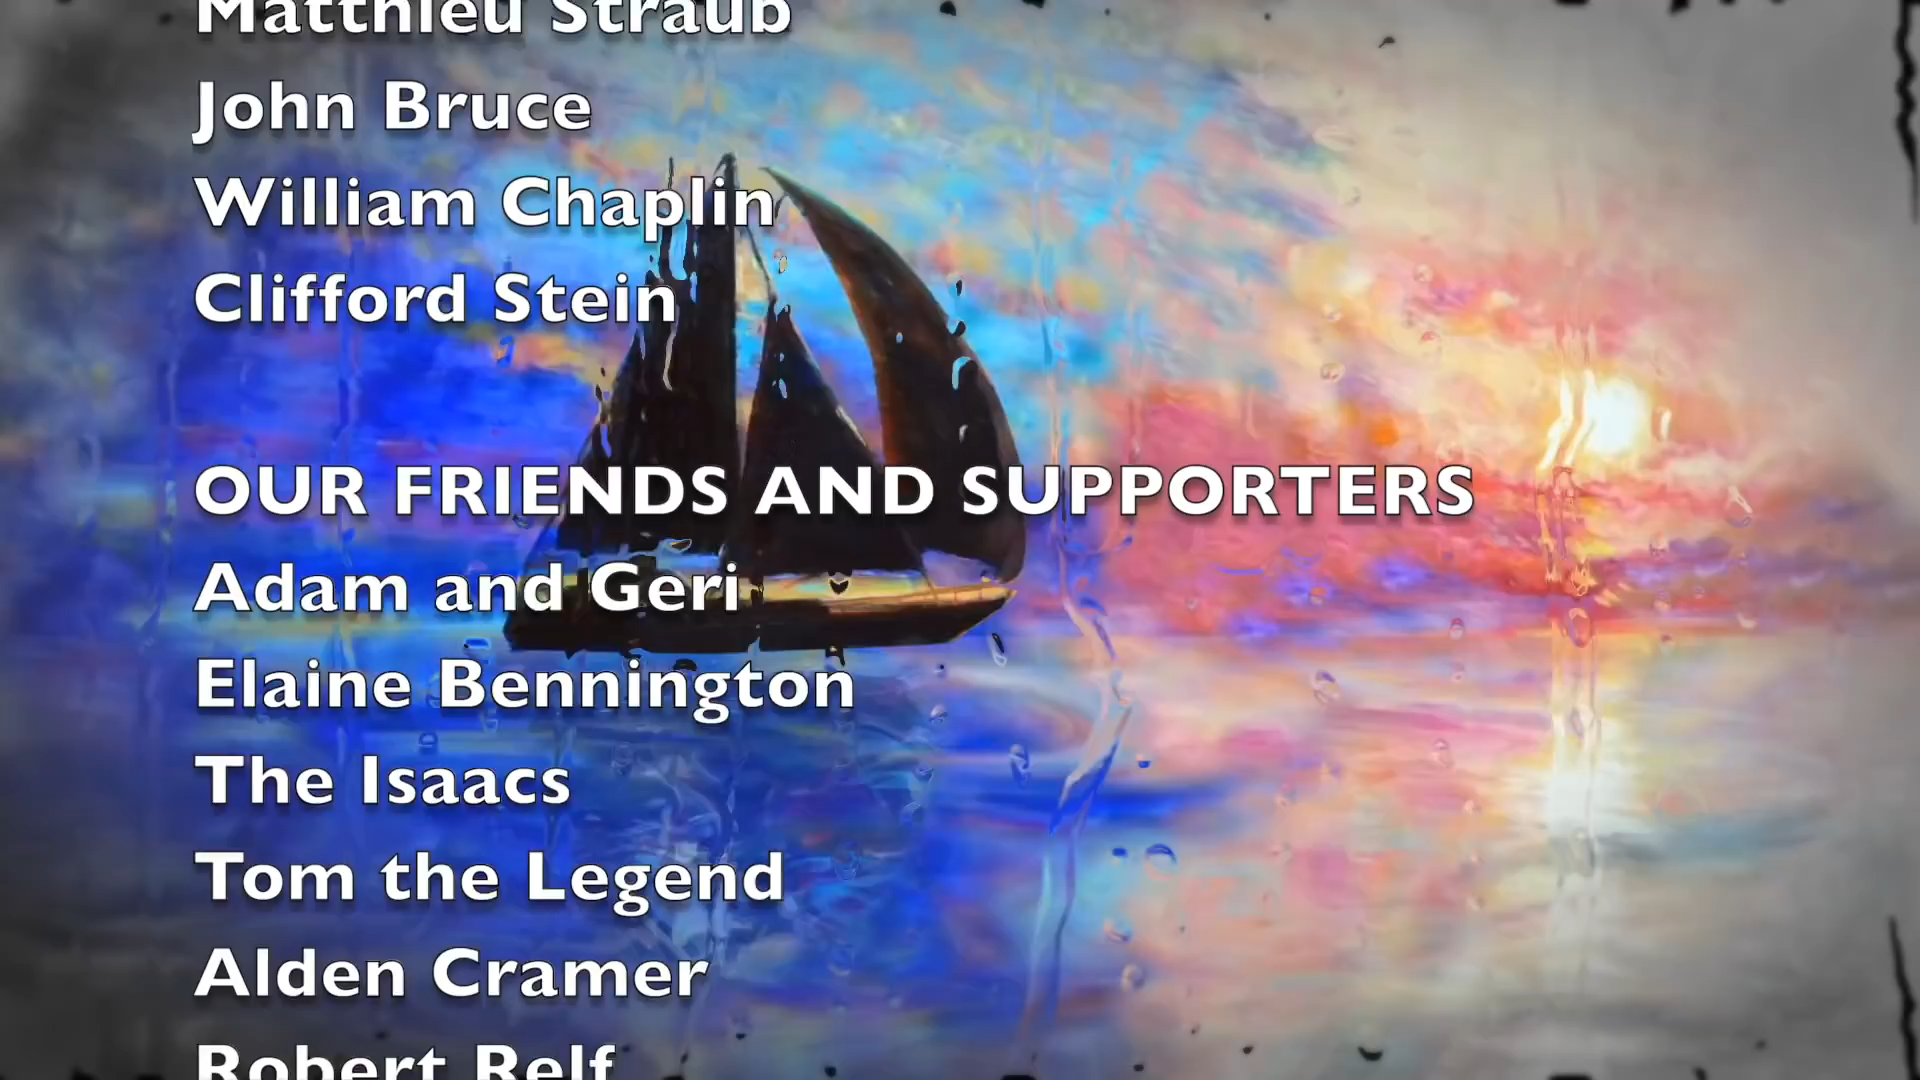 Matthieu Straub
John Bruce
William Chaplin
Clifford Stein
OUR FRIENDS AND SUPPORTERS
Adam and Geri
Elaine Bennington
The Isaacs
Tom the Legend
Alden Cramer
Robert Relf